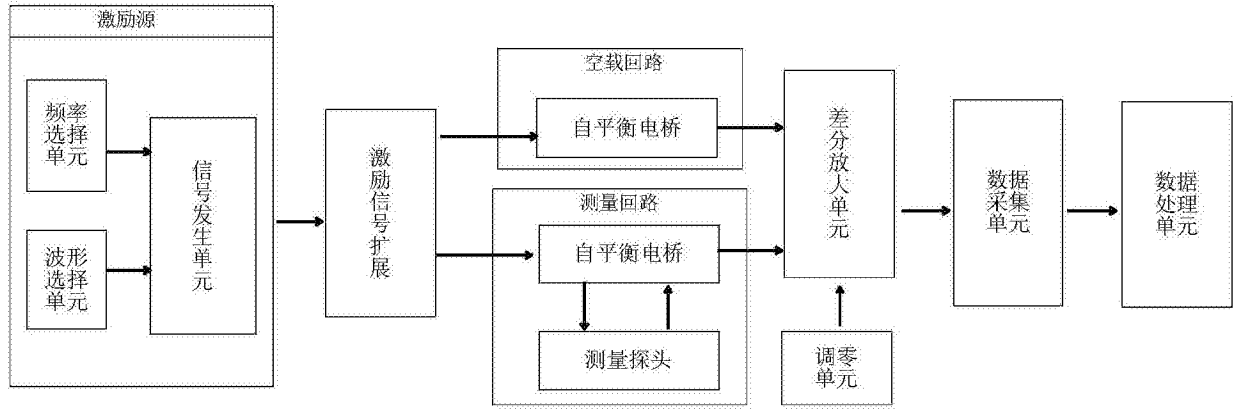 激励源
频率
选择
单元
波形
选择
单元
信号发生单元
激励信号扩展
空载回路
自平衡电桥
测量回路
自平衡电桥
测量探头
差分放大单元
调零
单元
数据
采集
单元
数据
处理
单元